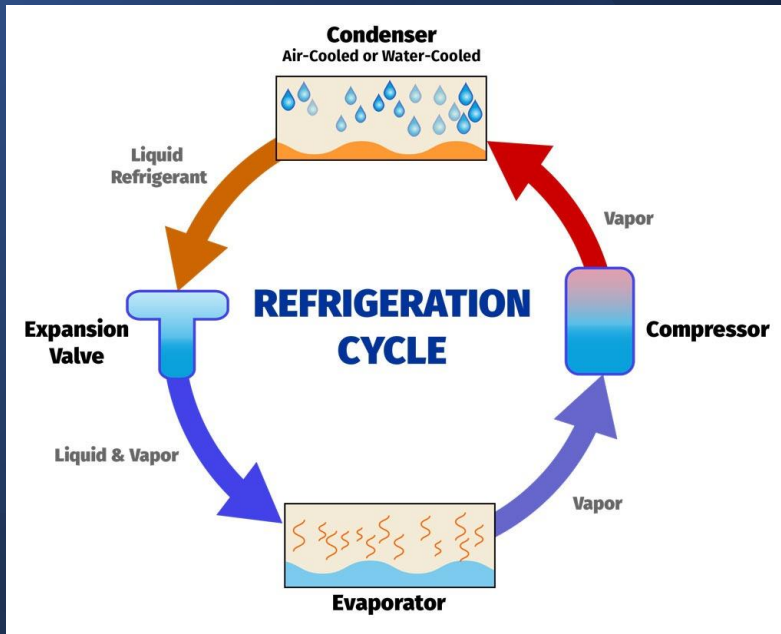 Condenser
Air-Cooled or Water-Cooled
Liquid
Refrigerant
Vapor
REFRIGERATION
CYCLE
Expansion
Valve
Compressor
Liquid & Vapor
Vapor
Evaporator